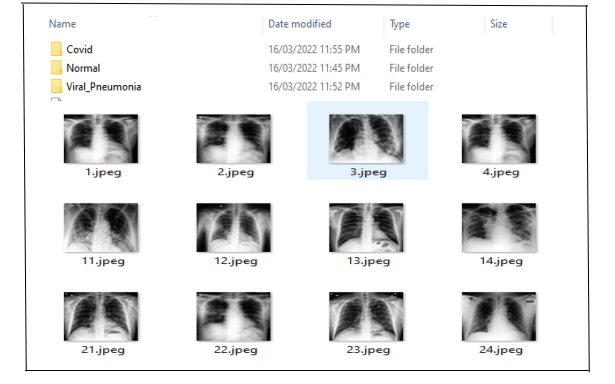 Name Date modified Type Size
Covid 16/03/2022 11:55 PM File folder
Normal 16/03/2022 11:45 PM File folder
Viral_Pneumonia 16/03/2022 11:52 PM File folder
1.jpeg 2.jpeg 3.jpeg 4.jpeg
11.jpeg 12.jpeg 13.jpeg 14.jpeg
21.jpeg 22.jpeg 23.jpeg 24.jpeg